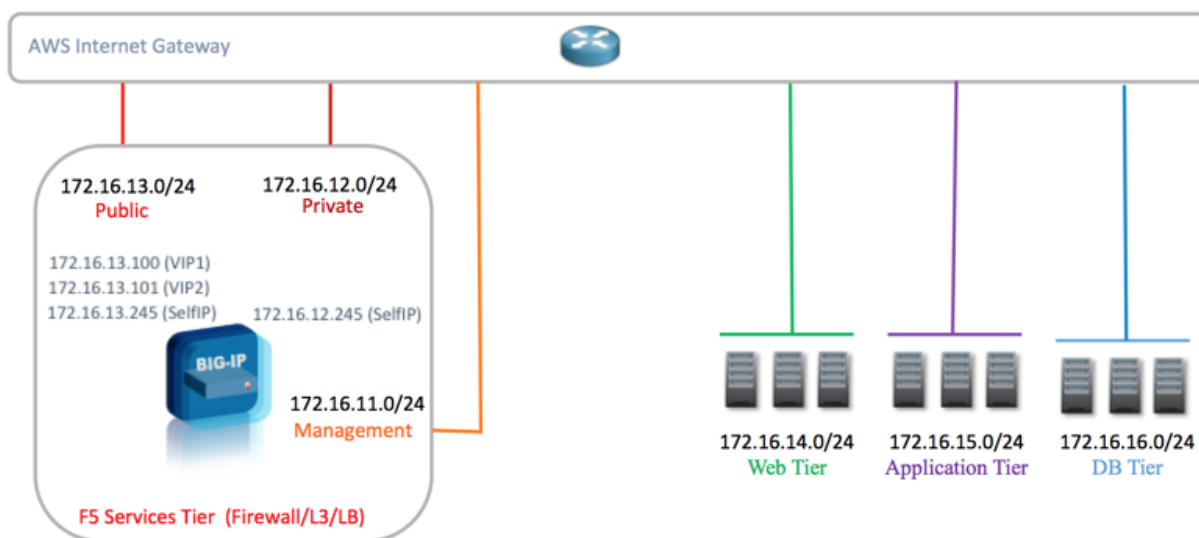 AWS Internet Gateway
172.16.13.0/24
Public
172.16.12.0/24
Private
172.16.13.100 (VIP1)
172.16.13.101 (VIP2)
172.16.13.245 (SelfIP)
172.16.12.245 (SelfIP)
BIG-IP
172.16.11.0/24
Management
F5 Services Tier (Firewall/L3/LB)
172.16.14.0/24
Web Tier
172.16.15.0/24
Application Tier
172.16.16.0/24
DB Tier